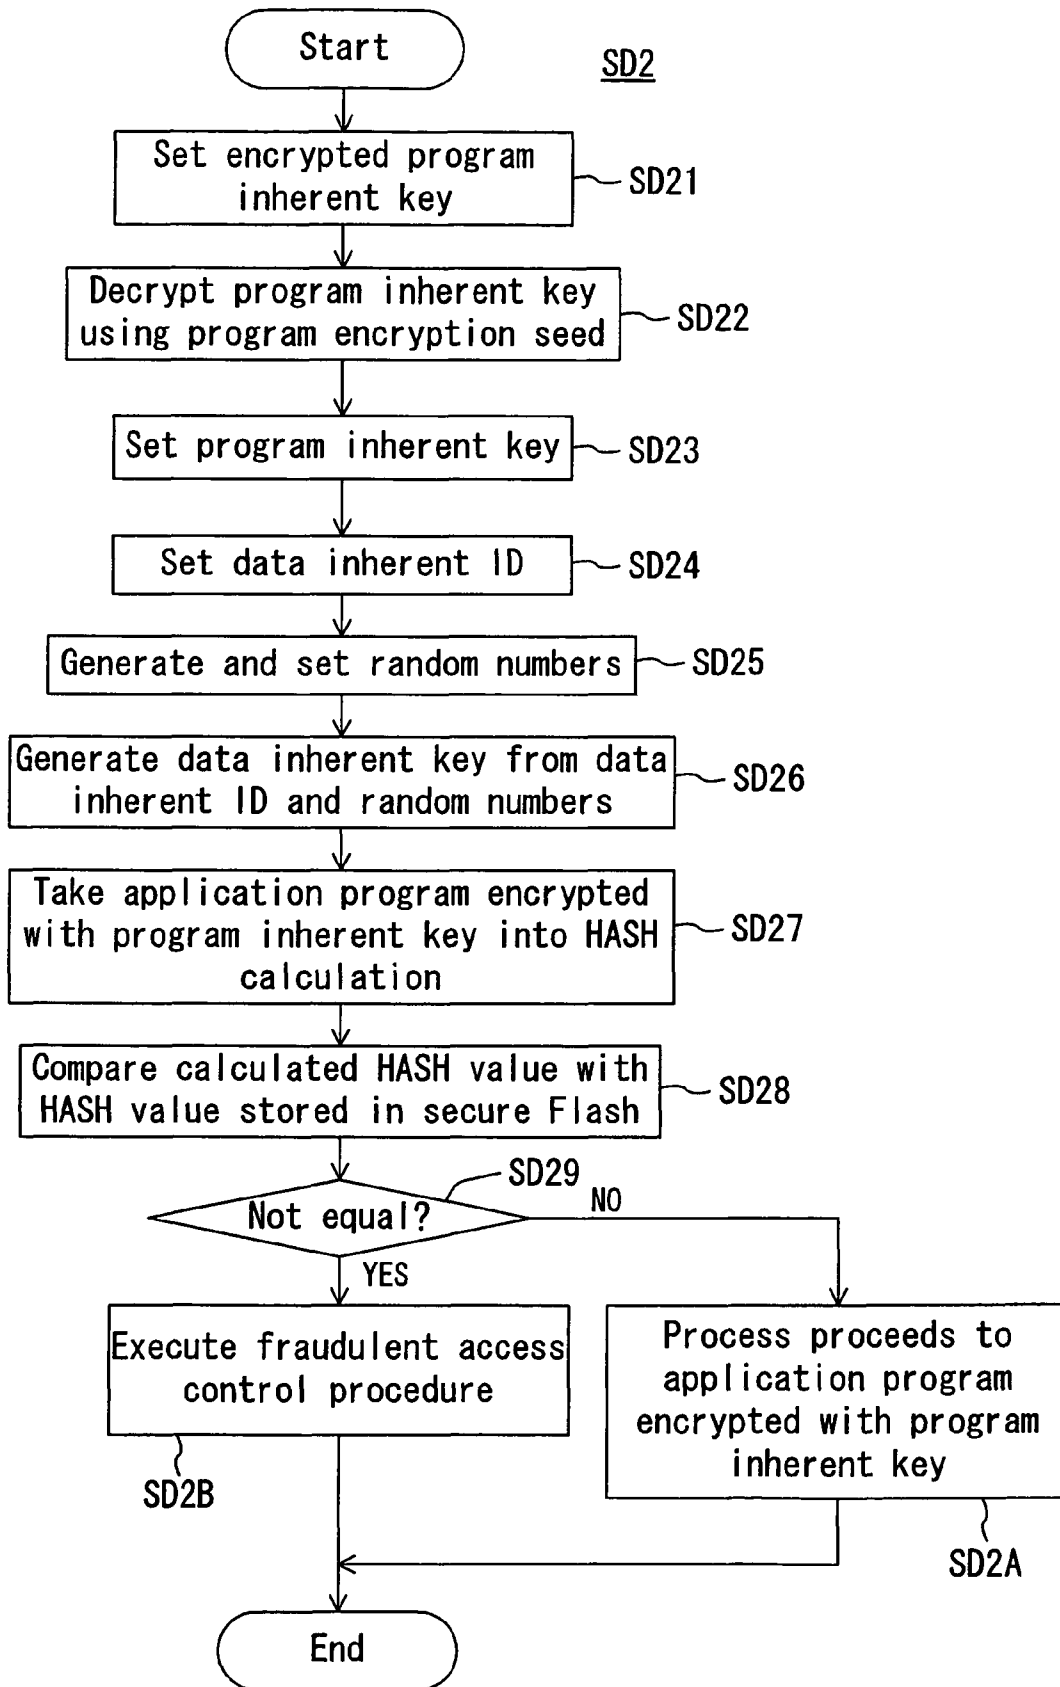 Start
SD2
Set encrypted program
inherent key
SD21
Decrypt program inherent key
using program encryption seed
SD22
Set program inherent key
SD23
Set data inherent ID
SD24
Generate and set random numbers
SD25
Generate data inherent key from data
inherent ID and random numbers
SD26
Take application program encrypted
with program inherent key into HASH
calculation
SD27
Compare calculated HASH value with
HASH value stored in secure Flash
SD28
SD29
Not equal?
NO
YES
Execute fraudulent access
control procedure
SD2B
Process proceeds to
application program
encrypted with program
inherent key
SD2A
End